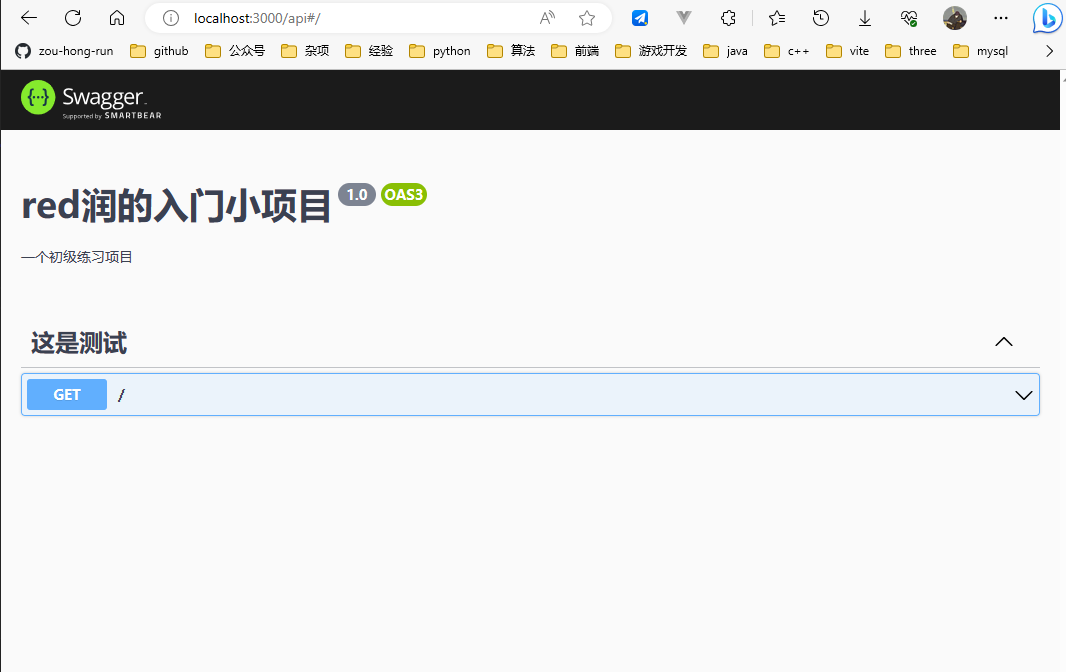 localhost:3000/api#/
zou-hong-run github 公众号 杂项 经验 python 算法 前端 游戏开发 java c++ vite three mysql
{···} Swagger
Supported by SMARTBEAR
red润的入门小项目 1.0 OAS3
一个初级练习项目
这是测试
GET /